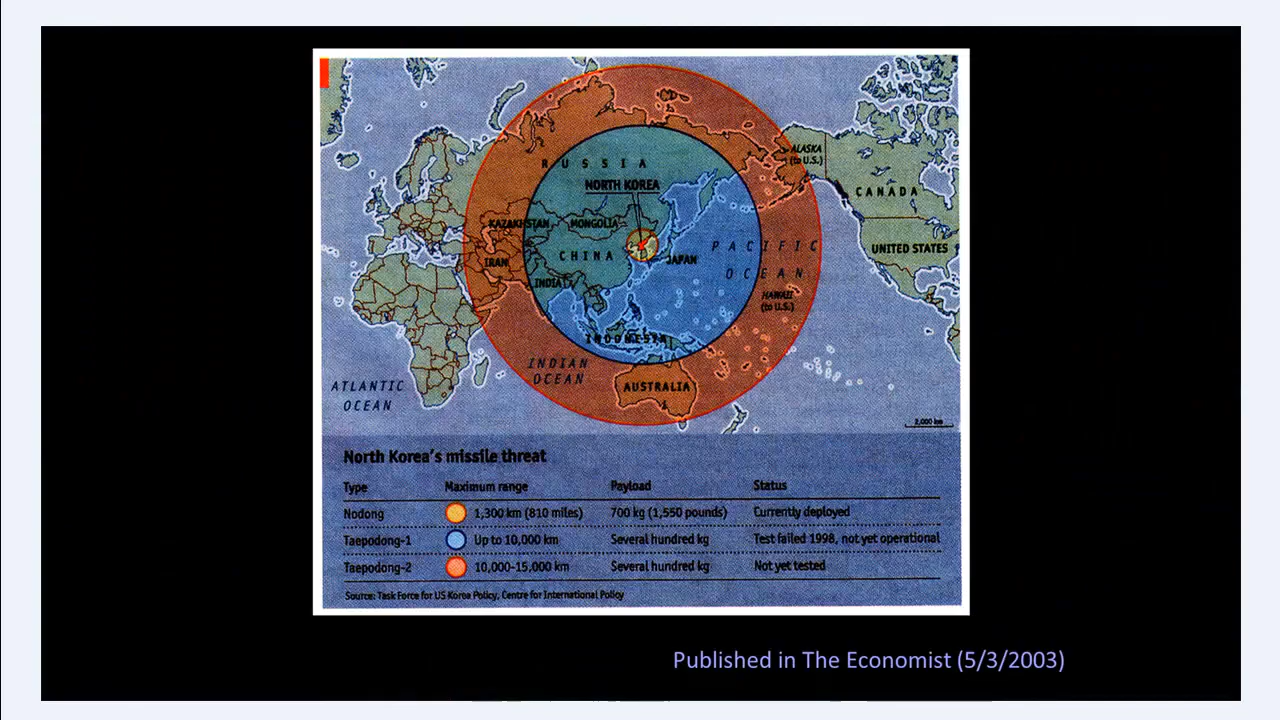 RUSSIA
ALASKA
(to U.S.)
NORTH KOREA
CANADA
KAZAKHSTAN
MONGOLIA
PACIFIC
UNITED STATES
CHINA
JAPAN
IRAN
OCEAN
INDIA
HAWAII
(to U.S.)
INDONESIA
INDIAN
OCEAN
ATLANTIC
OCEAN
AUSTRALIA
2,000 km
North Korea's missile threat
Type Maximum range Payload Status
Nodong 1,300 km (810 miles) 700 kg (1,550 pounds) Currently deployed
Taepodong-1 Up to 10,000 km Several hundred kg Test failed 1998, not yet operational
Taepodong-2 10,000-15,000 km Several hundred kg Not yet tested
Source: Task Force for US Korea Policy, Centre for International Policy
Published in The Economist (5/3/2003)